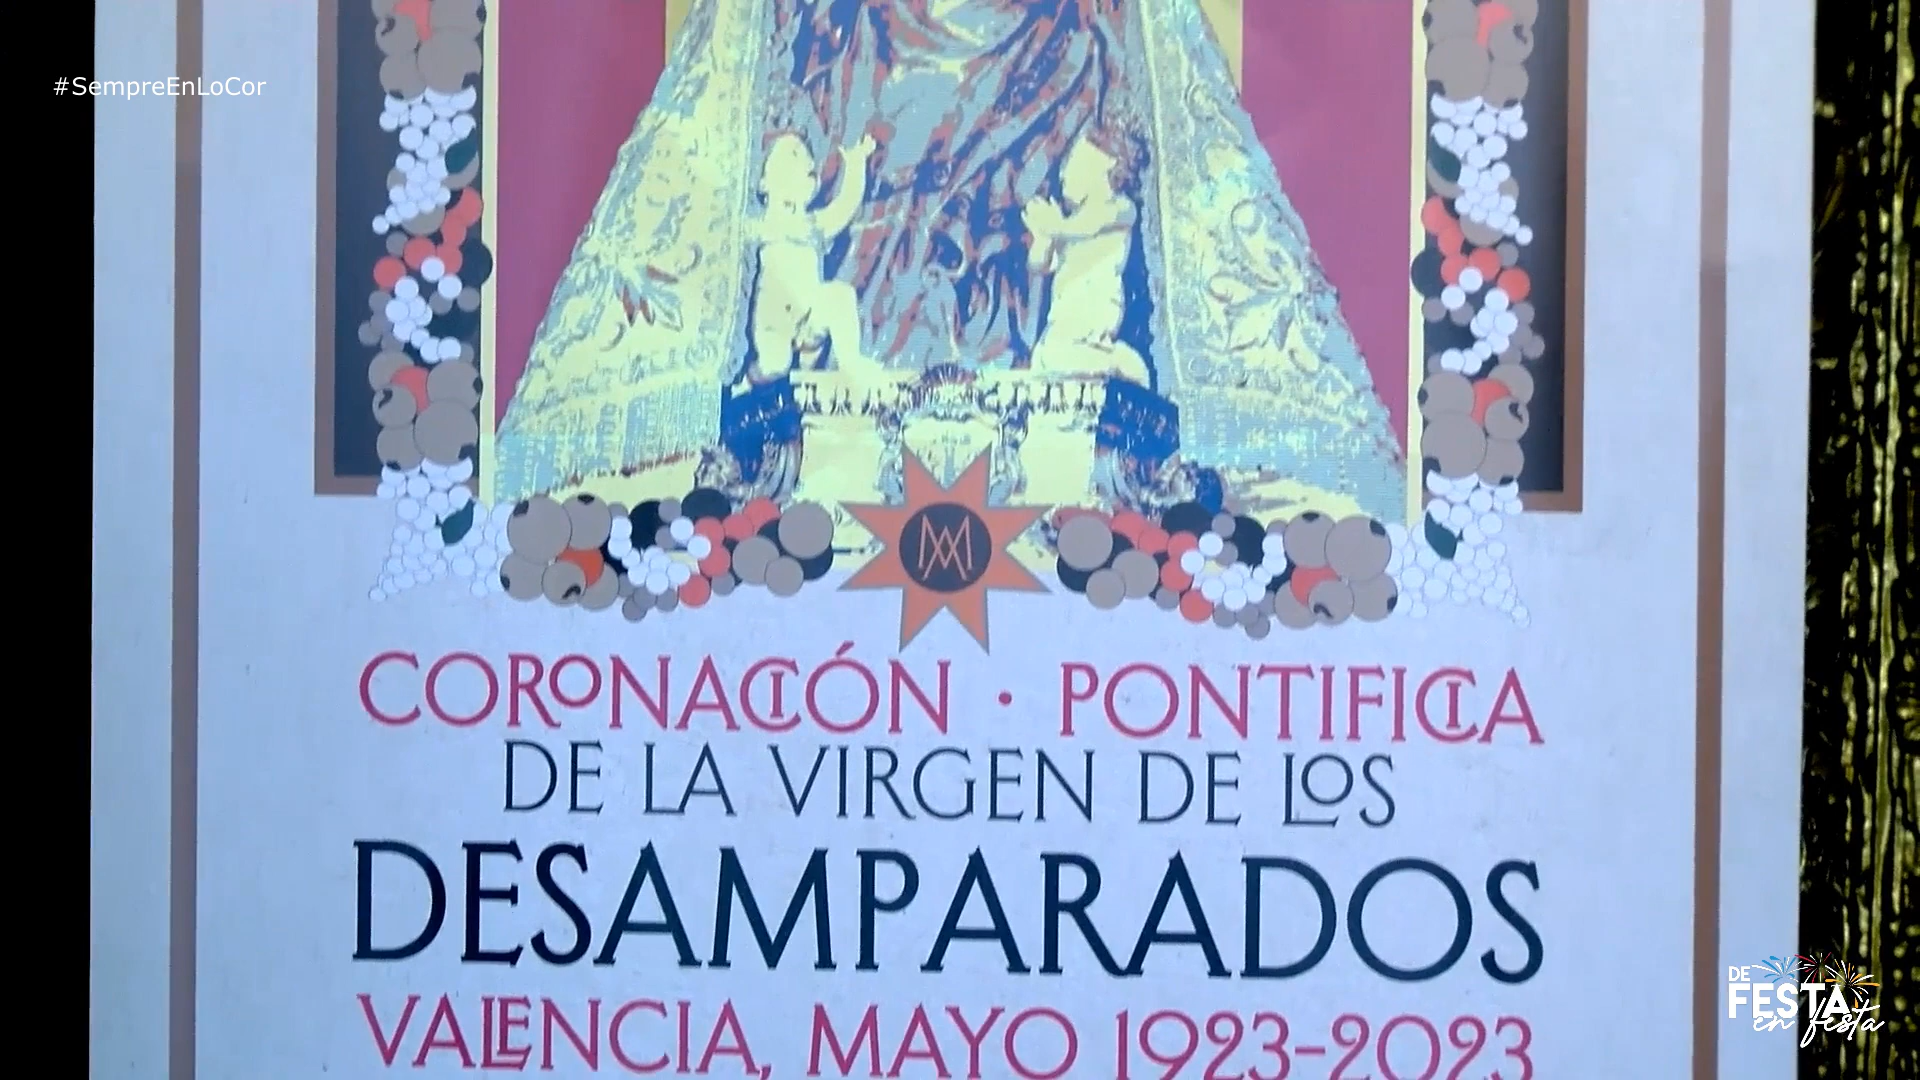 #SempreEnLoCor
CORONACIÓN · PONTIFICIA
DE LA VIRGEN DE LOS
DESAMPARADOS
VALENCIA, MAYO 1923-2023
DE
FESTA
en festa